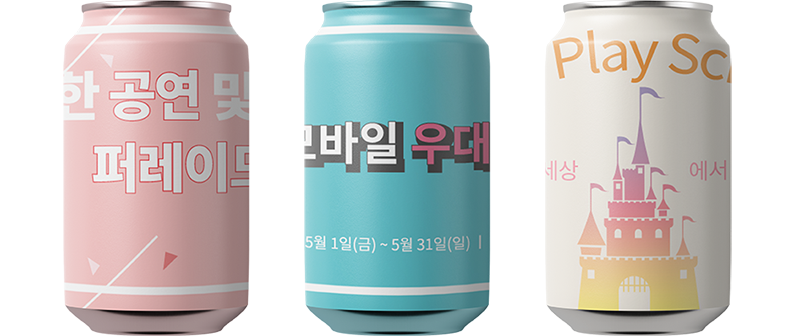 한 공연 및
퍼레이드
모바일 우대
5월 1일(금) ~ 5월 31일(일) |
Play Sc
세상 에서